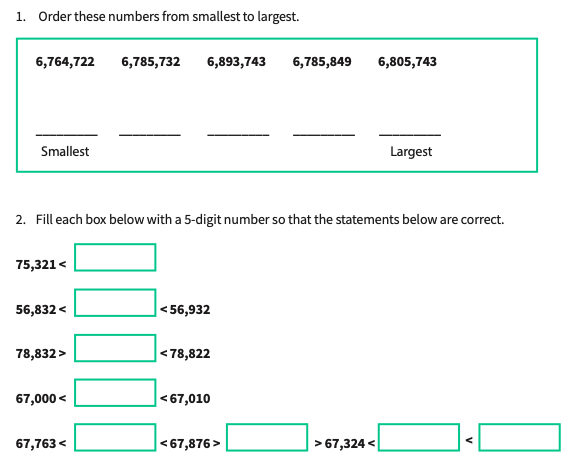 1. Order these numbers from smallest to largest.
6,764,722 6,785,732 6,893,743 6,785,849 6,805,743
Smallest Largest
2. Fill each box below with a 5-digit number so that the statements below are correct.
75,321 <
56,832 < < 56,932
78,832 > < 78,822
67,000 < < 67,010
67,763 < < 67,876 > > 67,324 < <